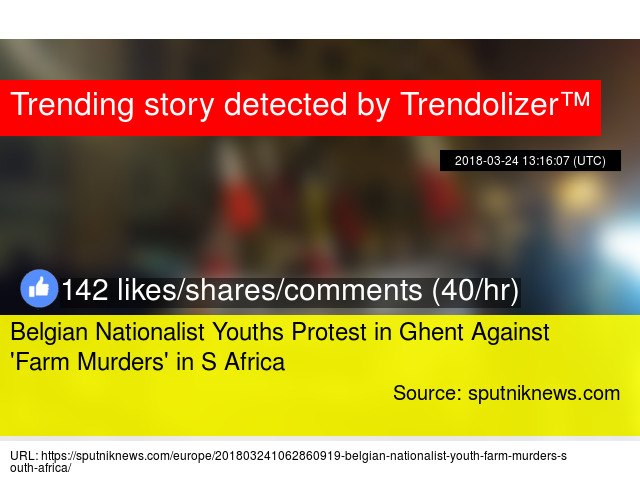 Trending story detected by Trendolizer™
2018-03-24 13:16:07 (UTC)
142 likes/shares/comments (40/hr)
Belgian Nationalist Youths Protest in Ghent Against
'Farm Murders' in S Africa
Source: sputniknews.com
URL: https://sputniknews.com/europe/201803241062860919-belgian-nationalist-youth-farm-murders-s
outh-africa/